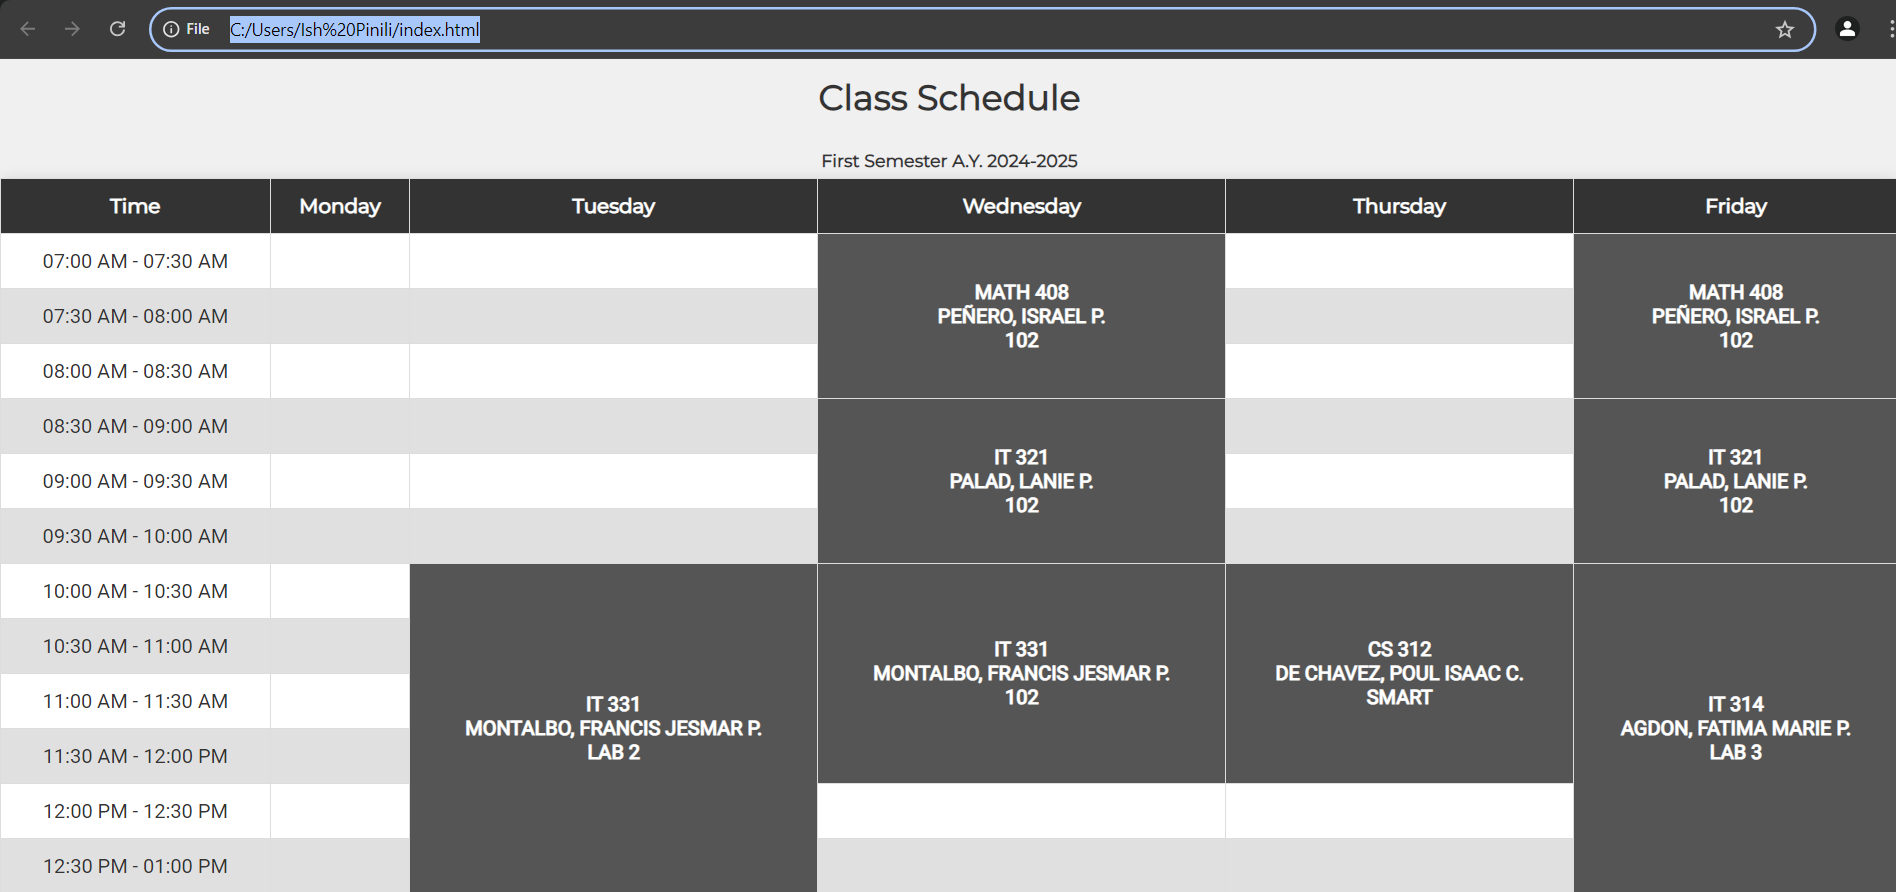 File C:/Users/Ish%20Pinili/index.html
Class Schedule
First Semester A.Y. 2024-2025
Time Monday Tuesday Wednesday Thursday Friday
07:00 AM - 07:30 AM
MATH 408
PEÑERO, ISRAEL P.
102
MATH 408
PEÑERO, ISRAEL P.
102
07:30 AM - 08:00 AM
08:00 AM - 08:30 AM
08:30 AM - 09:00 AM
IT 321
PALAD, LANIE P.
102
IT 321
PALAD, LANIE P.
102
09:00 AM - 09:30 AM
09:30 AM - 10:00 AM
10:00 AM - 10:30 AM
IT 331
MONTALBO, FRANCIS JESMAR P.
LAB 2
IT 331
MONTALBO, FRANCIS JESMAR P.
102
CS 312
DE CHAVEZ, POUL ISAAC C.
SMART
IT 314
AGDON, FATIMA MARIE P.
LAB 3
10:30 AM - 11:00 AM
11:00 AM - 11:30 AM
11:30 AM - 12:00 PM
12:00 PM - 12:30 PM
12:30 PM - 01:00 PM